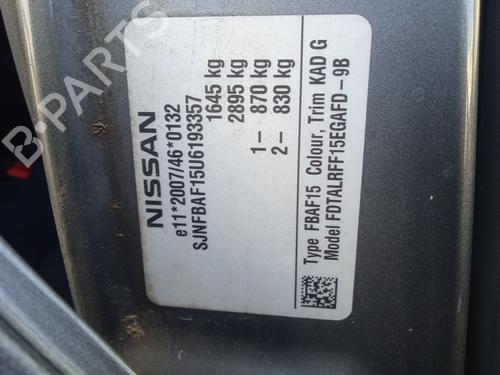 NISSAN
e11*2007/46*0132
SJNFBAF15U6193357
1645 kg
2895 kg
1- 870 kg
2- 830 kg
Type FBAF15 Colour, Trim KAD G
Model FDTALRFF15EGAFD-9B
B-PARTS